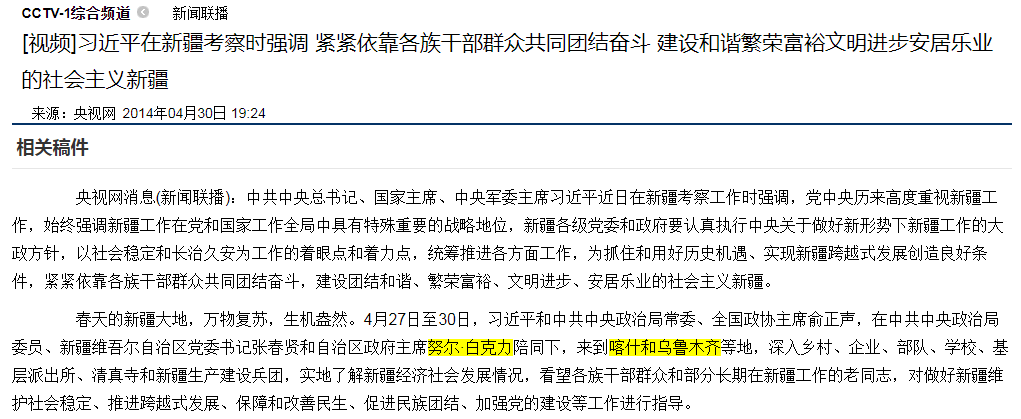 CCTV-1综合频道 新闻联播
[视频]习近平在新疆考察时强调 紧紧依靠各族干部群众共同团结奋斗 建设和谐繁荣富裕文明进步安居乐业
的社会主义新疆
来源：央视网 2014年04月30日 19:24
相关稿件
央视网消息(新闻联播)：中共中央总书记、国家主席、中央军委主席习近平近日在新疆考察工作时强调，党中央历来高度重视新疆工
作，始终强调新疆工作在党和国家工作全局中具有特殊重要的战略地位，新疆各级党委和政府要认真执行中央关于做好新形势下新疆工作的大
政方针，以社会稳定和长治久安为工作的着眼点和着力点，统筹推进各方面工作，为抓住和用好历史机遇、实现新疆跨越式发展创造良好条
件，紧紧依靠各族干部群众共同团结奋斗，建设团结和谐、繁荣富裕、文明进步、安居乐业的社会主义新疆。
春天的新疆大地，万物复苏，生机盎然。4月27日至30日，习近平和中共中央政治局常委、全国政协主席俞正声，在中共中央政治局
委员、新疆维吾尔自治区党委书记张春贤和自治区政府主席努尔·白克力陪同下，来到喀什和乌鲁木齐等地，深入乡村、企业、部队、学校、基
层派出所、清真寺和新疆生产建设兵团，实地了解新疆经济社会发展情况，看望各族干部群众和部分长期在新疆工作的老同志，对做好新疆维
护社会稳定、推进跨越式发展、保障和改善民生、促进民族团结、加强党的建设等工作进行指导。